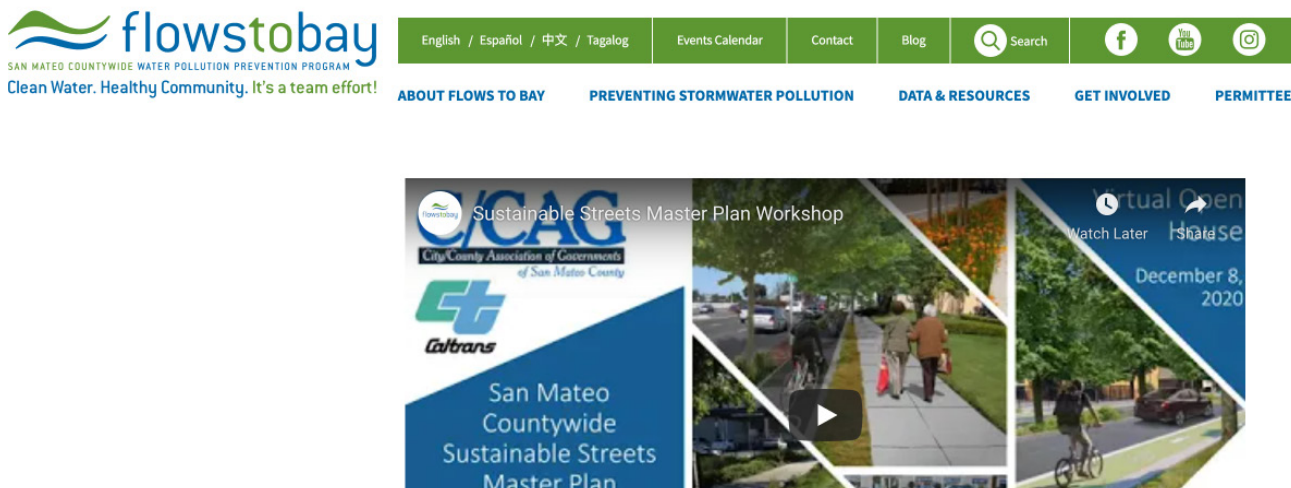 flowstobay
SAN MATEO COUNTYWIDE WATER POLLUTION PREVENTION PROGRAM
Clean Water. Healthy Community. It's a team effort!
English / Español / 中文 / Tagalog
Events Calendar
Contact
Blog
Search
f
You
Tube
ABOUT FLOWS TO BAY
PREVENTING STORMWATER POLLUTION
DATA & RESOURCES
GET INVOLVED
PERMITTEE
flowstobay
Sustainable Streets Master Plan Workshop
C/CAG
City/County Association of Governments
of San Mateo County
Ct
Caltrans
San Mateo
Countywide
Sustainable Streets
Master Plan
Virtual Open
House
Watch Later
Share
December 8,
2020